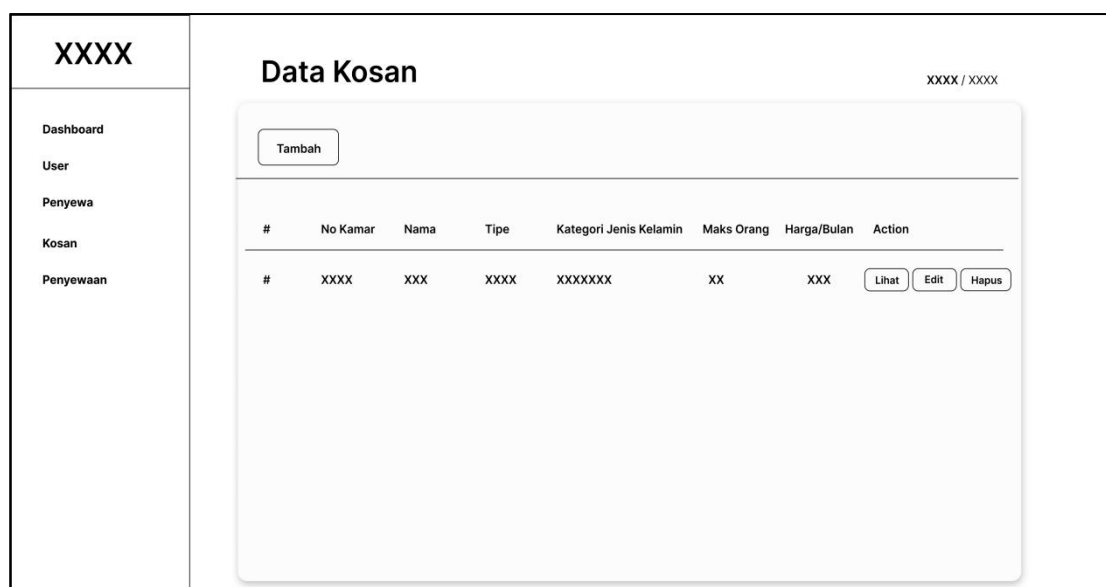 XXXX
Dashboard
User
Penyewa
Kosan
Penyewaan
Data Kosan
XXXX / XXXX
Tambah
# No Kamar Nama Tipe Kategori Jenis Kelamin Maks Orang Harga/Bulan Action
# XXXX XXX XXXX XXXXXXX XX XXX Lihat Edit Hapus